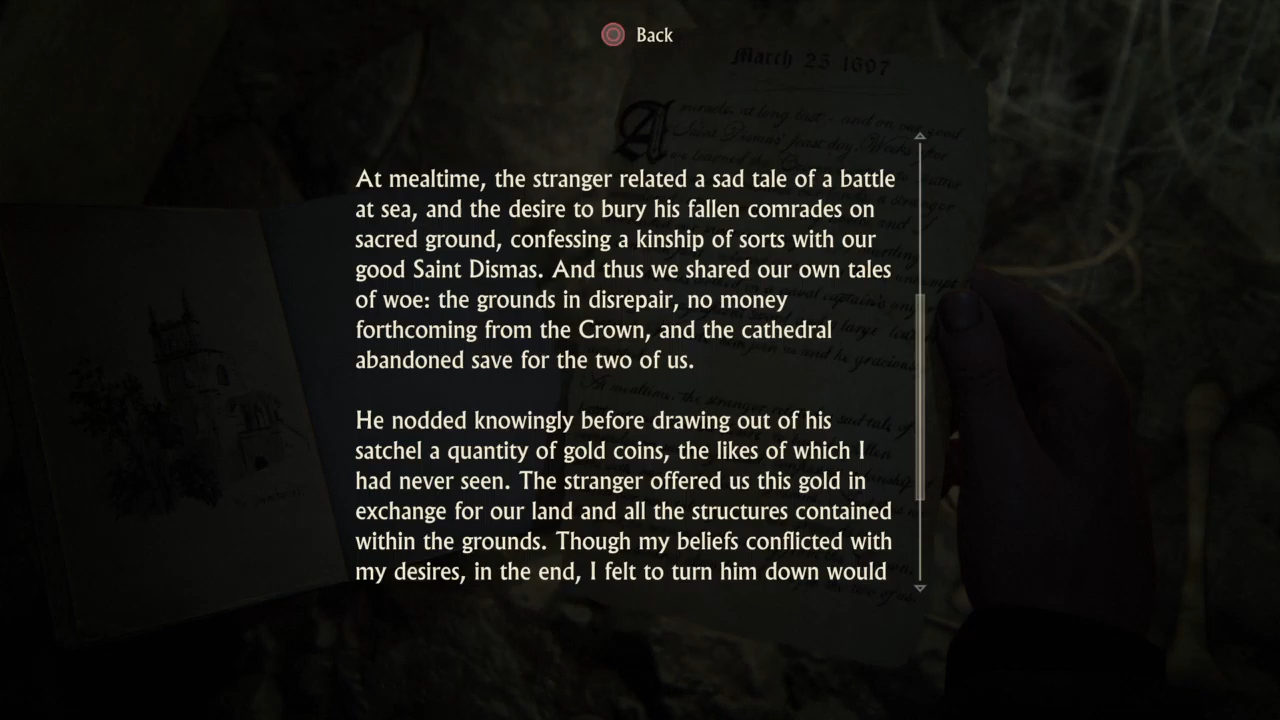 Back
March 25 1697
At mealtime, the stranger related a sad tale of a battle
at sea, and the desire to bury his fallen comrades on
sacred ground, confessing a kinship of sorts with our
good Saint Dismas. And thus we shared our own tales
of woe: the grounds in disrepair, no money
forthcoming from the Crown, and the cathedral
abandoned save for the two of us.
He nodded knowingly before drawing out of his
satchel a quantity of gold coins, the likes of which I
had never seen. The stranger offered us this gold in
exchange for our land and all the structures contained
within the grounds. Though my beliefs conflicted with
my desires, in the end, I felt to turn him down would